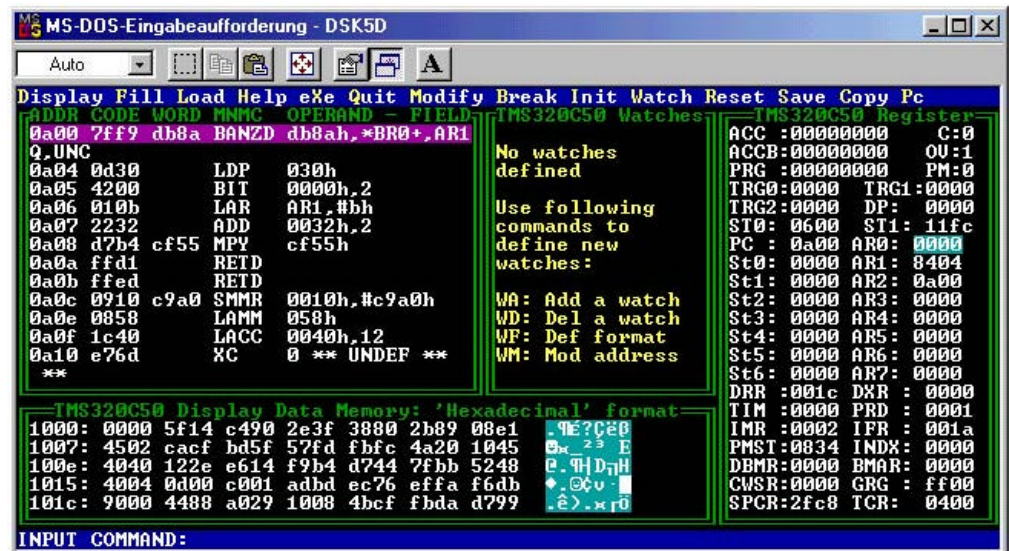 MS-DOS-Eingabeaufforderung - DSK5D
Auto
A
Display Fill Load Help eXe Quit Modify Break Init Watch Reset Save Copy Pc
ADDR CODE WORD MNMC OPERAND - FIELD
0a00 7ff9 db8a BANZD db8ah,*BR0+,AR1
Q,UNC
0a04 0d30 LDP 030h
0a05 4200 BIT 0000h,2
0a06 010b LAR AR1,#bh
0a07 2232 ADD 0032h,2
0a08 d7b4 cf55 MPY cf55h
0a0a ffd1 RETD
0a0b ffed RETD
0a0c 0910 c9a0 SMMR 0010h,#c9a0h
0a0e 0858 LAMM 058h
0a0f 1c40 LACC 0040h,12
0a10 e76d XC 0 ** UNDEF **
**
TMS320C50 Watches
No watches
defined
Use following
commands to
define new
watches:
WA: Add a watch
WD: Del a watch
WF: Def format
WM: Mod address
TMS320C50 Register
ACC :00000000 C:0
ACCB:00000000 OV:1
PRG :00000000 PM:0
TRG0:0000 TRG1:0000
TRG2:0000 DP: 0000
ST0: 0600 ST1: 11fc
PC : 0a00 AR0: 0000
St0: 0000 AR1: 8404
St1: 0000 AR2: 0a00
St2: 0000 AR3: 0000
St3: 0000 AR4: 0000
St4: 0000 AR5: 0000
St5: 0000 AR6: 0000
St6: 0000 AR7: 0000
DRR :001c DXR : 0000
TIM :0000 PRD : 0001
IMR :0002 IFR : 001a
PMST:0834 INDX: 0000
DBMR:0000 BMAR: 0000
CWSR:0000 GRG : ff00
SPCR:2fc8 TCR: 0400
TMS320C50 Display Data Memory: 'Hexadecimal' format
1000: 0000 5f14 c490 2e3f 3880 2b89 08e1
1007: 4502 cacf bd5f 57fd fbfc 4a20 1045
100e: 4040 122e e614 f9b4 d744 7fbb 5248
1015: 4004 0d00 c001 adbd ec76 effa f6db
101c: 9000 4488 a029 1008 4bcf fbda d799
INPUT COMMAND: